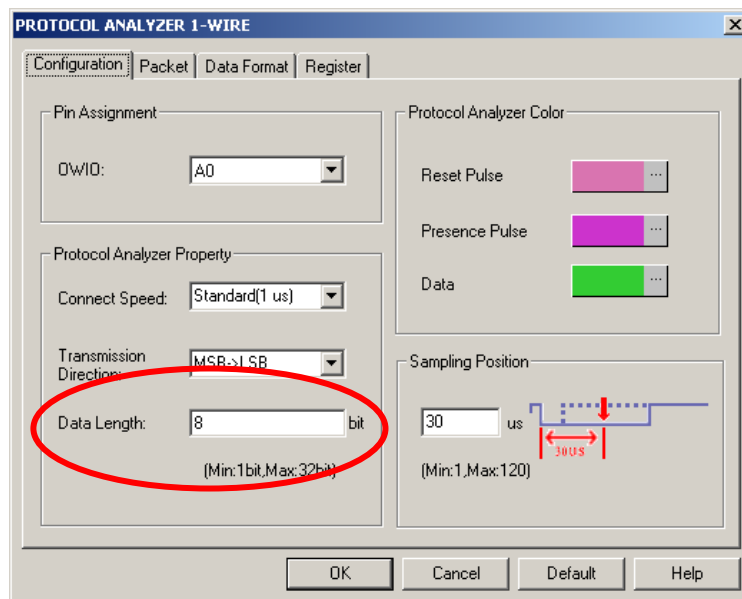 PROTOCOL ANALYZER 1-WIRE
Configuration Packet Data Format Register
Pin Assignment
OWIO: A0
Protocol Analyzer Property
Connect Speed: Standard(1 us)
Transmission
Direction: MSB->LSB
Data Length: 8 bit
(Min:1bit,Max:32bit)
Protocol Analyzer Color
Reset Pulse ...
Presence Pulse ...
Data ...
Sampling Position
30 us
30US
(Min:1,Max:120)
OK Cancel Default Help